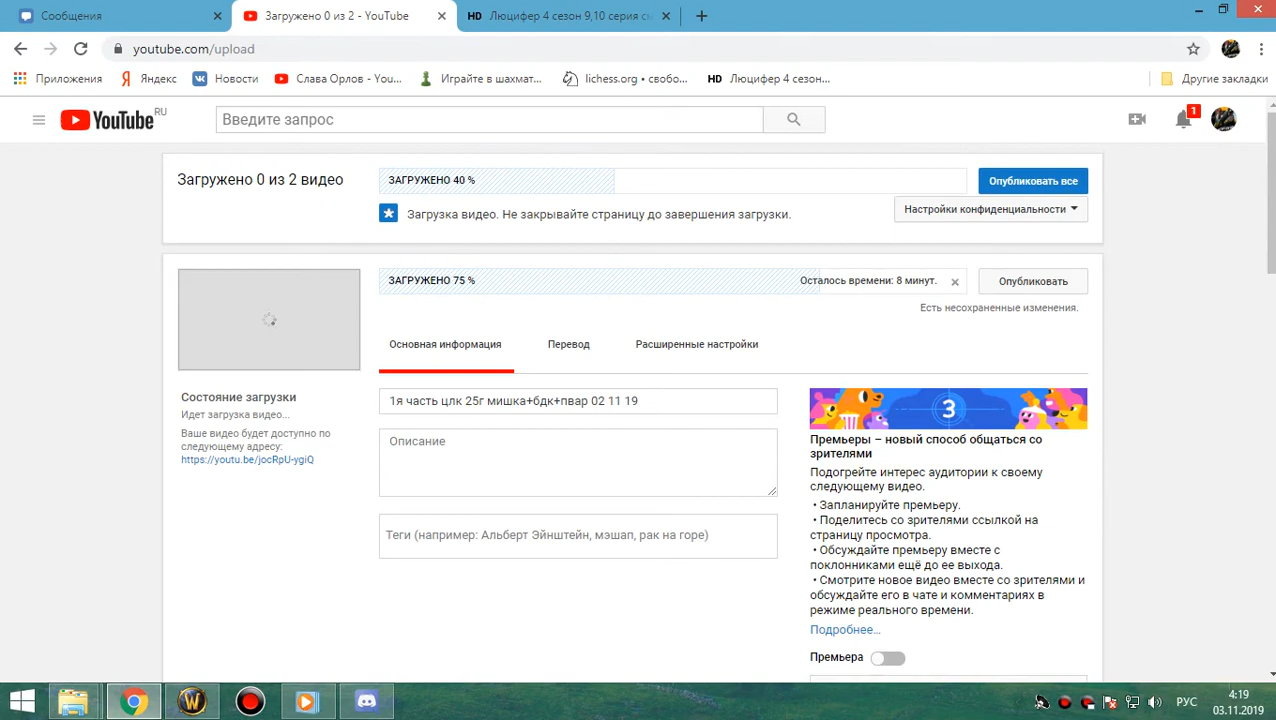 Сообщения
Загружено 0 из 2 - YouTube
Люцифер 4 сезон 9,10 серия см
youtube.com/upload
Приложения
Яндекс
Новости
Слава Орлов - You...
Играйте в шахмат...
lichess.org • свобо...
HD Люцифер 4 сезон...
Другие закладки
YouTube RU
Введите запрос
1
Загружено 0 из 2 видео
ЗАГРУЖЕНО 40 %
Опубликовать все
Загрузка видео. Не закрывайте страницу до завершения загрузки.
Настройки конфиденциальности
ЗАГРУЖЕНО 75 %
Осталось времени: 8 минут.
Опубликовать
Есть несохраненные изменения.
Основная информация
Перевод
Расширенные настройки
Состояние загрузки
Идет загрузка видео...
Ваше видео будет доступно по
следующему адресу:
https://youtu.be/jocRpU-ygiQ
1я часть цлк 25г мишка+бдк+пвар 02 11 19
Описание
Теги (например: Альберт Эйнштейн, мэшап, рак на горе)
3
Премьеры – новый способ общаться со
зрителями
Подогрейте интерес аудитории к своему
следующему видео.
• Запланируйте премьеру.
• Поделитесь со зрителями ссылкой на
страницу просмотра.
• Обсуждайте премьеру вместе с
поклонниками ещё до ее выхода.
• Смотрите новое видео вместе со зрителями и
обсуждайте его в чате и комментариях в
режиме реального времени.
Подробнее...
Премьера
РУС
4:19
03.11.2019